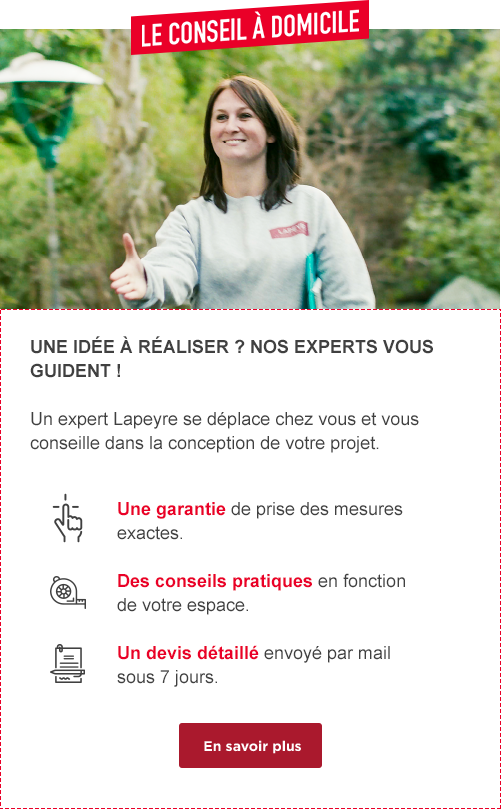 LE CONSEIL À DOMICILE
LAPEYRE
UNE IDÉE À RÉALISER ? NOS EXPERTS VOUS
GUIDENT !
Un expert Lapeyre se déplace chez vous et vous
conseille dans la conception de votre projet.
Une garantie de prise des mesures
exactes.
Des conseils pratiques en fonction
de votre espace.
Un devis détaillé envoyé par mail
sous 7 jours.
En savoir plus